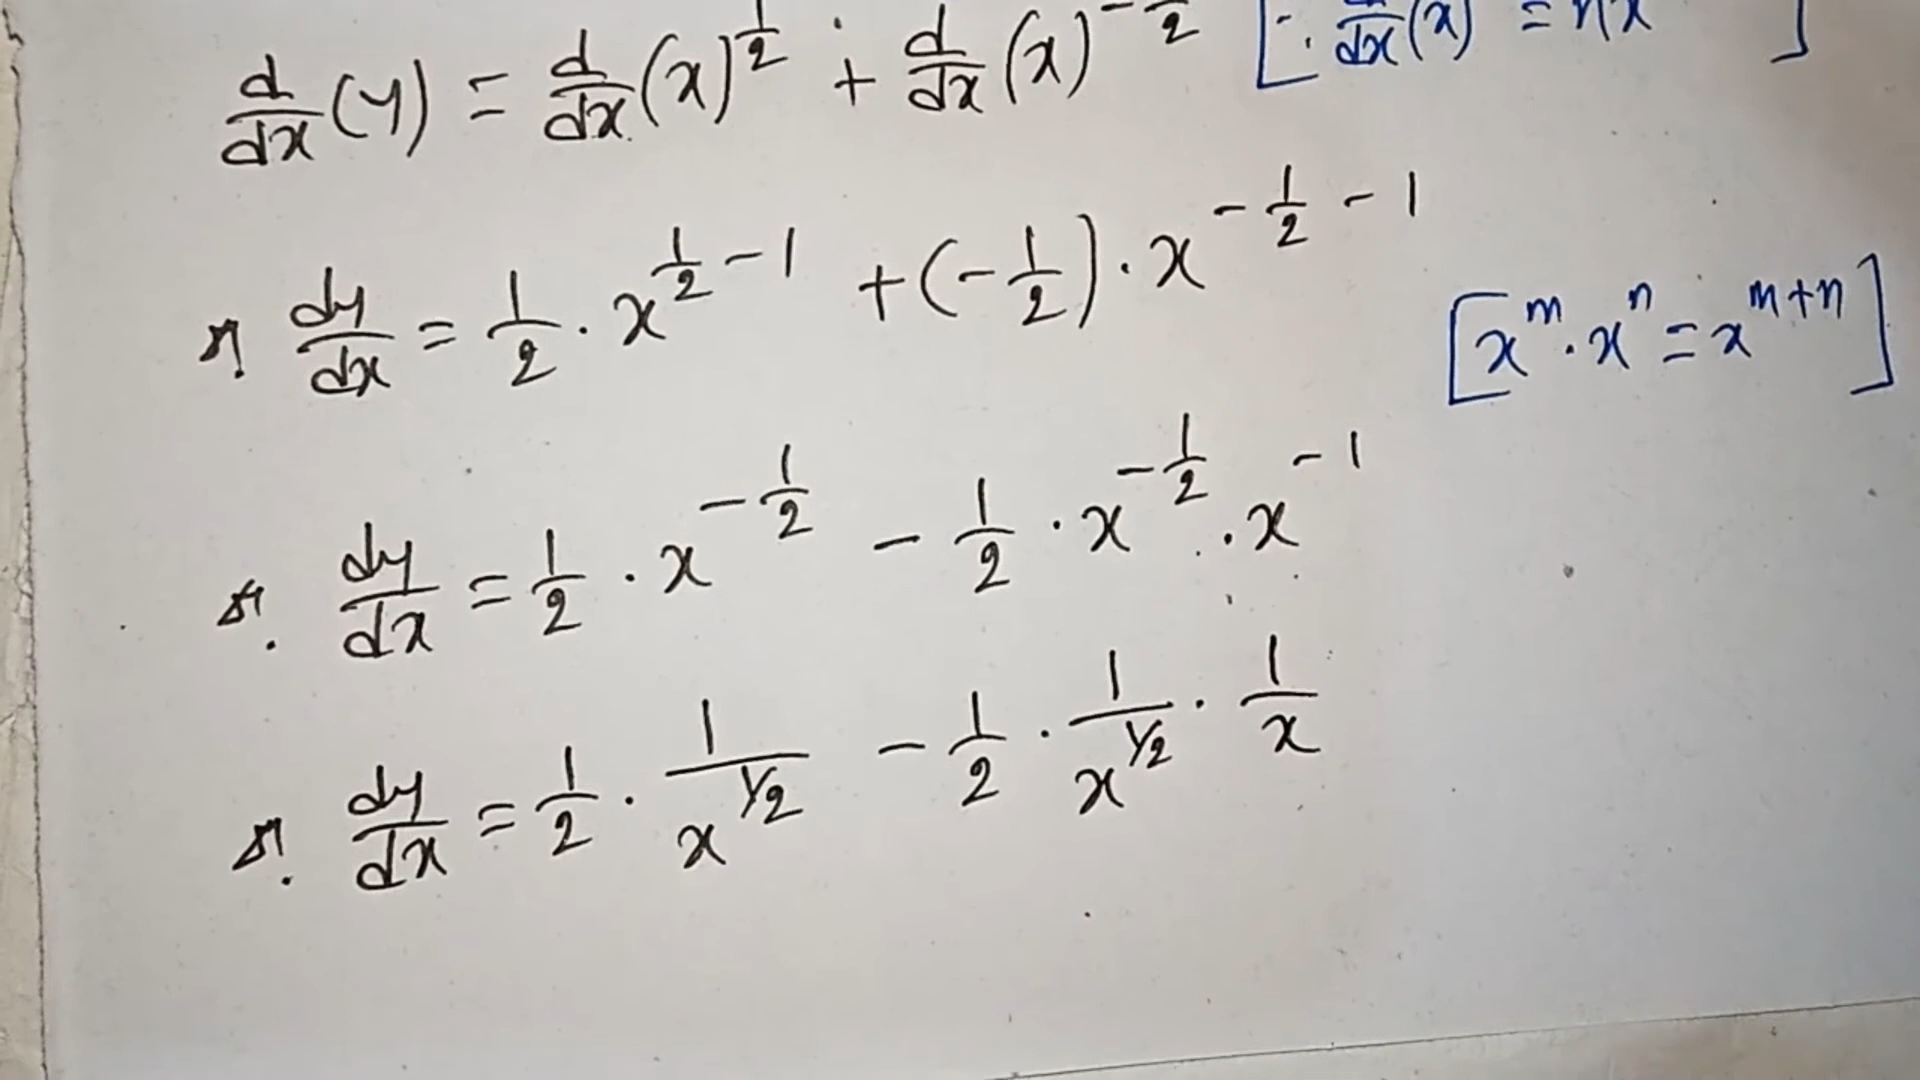 d/dx (y) = d/dx (x)^{1/2} + d/dx (x)^{-1/2} [∵ d/dx (x) = nx ]
বা, dy/dx = 1/2 · x^{1/2 - 1} + (-1/2) · x^{-1/2 - 1}
[x^m · x^n = x^{m+n}]
বা, dy/dx = 1/2 · x^{-1/2} - 1/2 · x^{-1/2} · x^{-1}
বা, dy/dx = 1/2 · 1/x^{1/2} - 1/2 · 1/x^{1/2} · 1/x